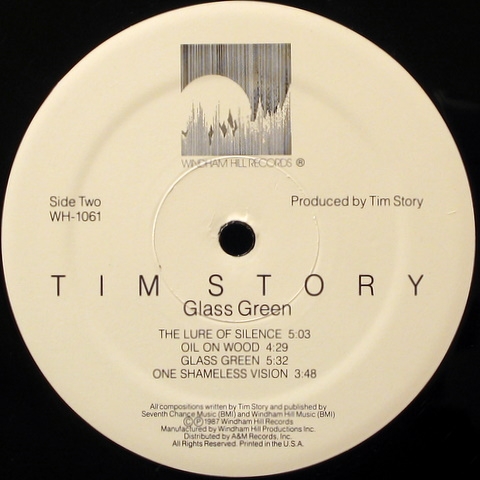 WINDHAM HILL RECORDS ®
Side Two
WH-1061
Produced by Tim Story
TIM STORY
Glass Green
THE LURE OF SILENCE 5:03
OIL ON WOOD 4:29
GLASS GREEN 5:32
ONE SHAMELESS VISION 3:48
All compositions written by Tim Story and published by
Seventh Chance Music (BMI) and Windham Hill Music (BMI)
©℗1987 Windham Hill Records
Manufactured by Windham Hill Productions Inc.
Distributed by A&M Records, Inc.
All Rights Reserved. Printed in the U.S.A.